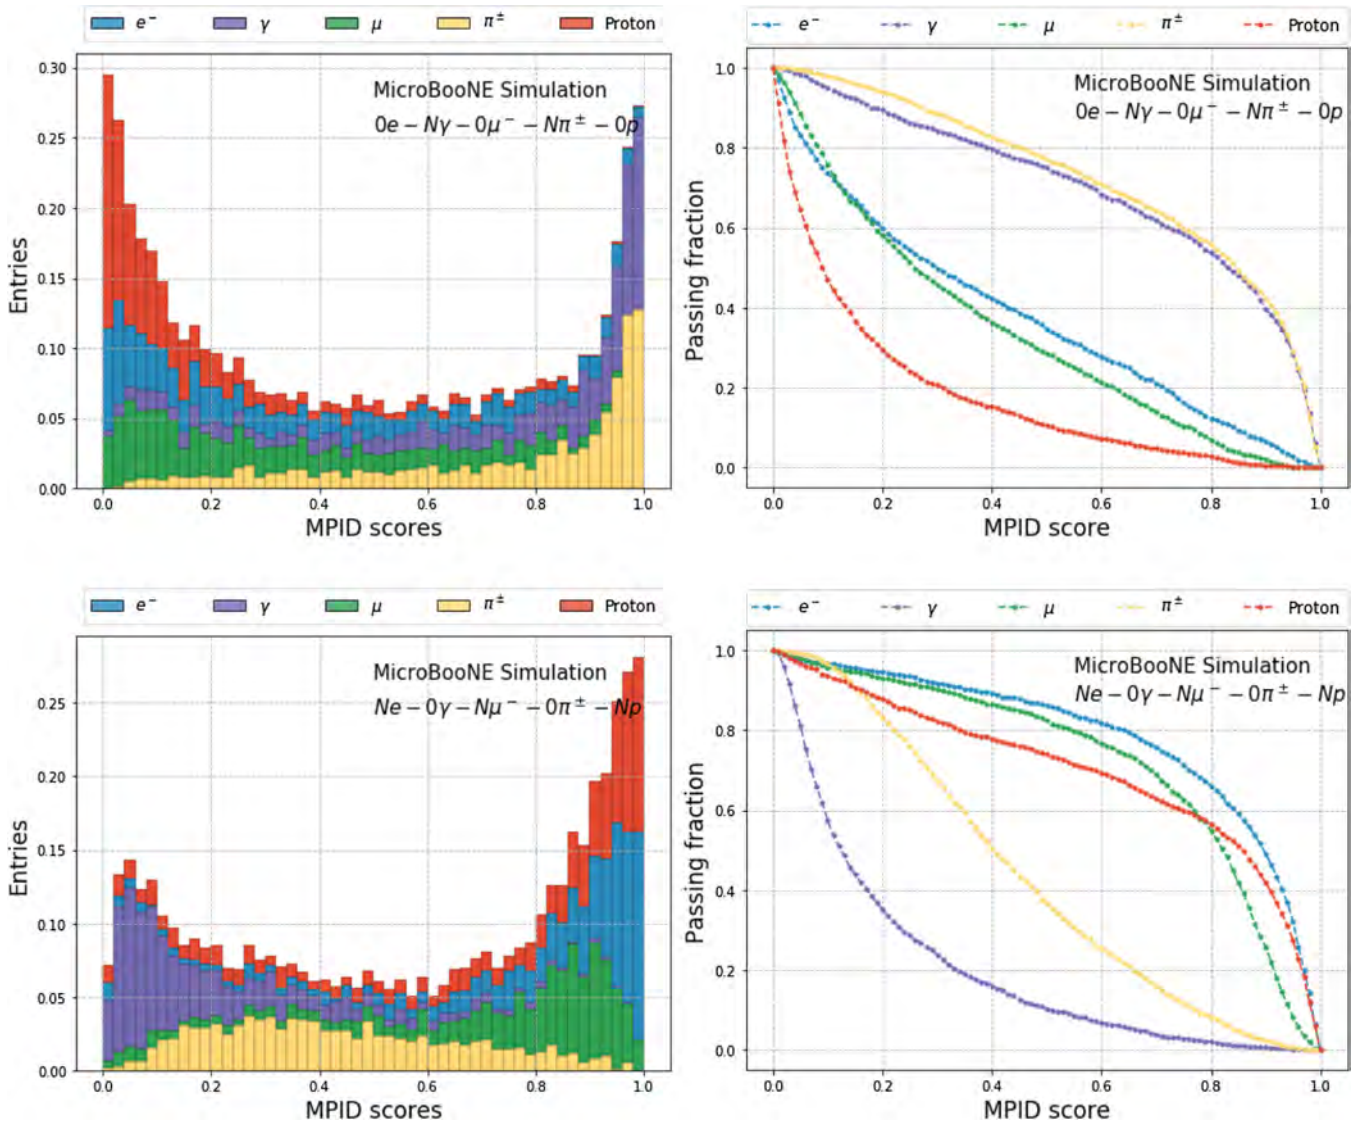 e⁻ γ μ π± Proton
MicroBooNE Simulation
0e − Nγ − 0μ⁻ − Nπ± − 0p
Entries
0.30
0.25
0.20
0.15
0.10
0.05
0.00
0.0 0.2 0.4 0.6 0.8 1.0
MPID scores
e⁻ γ μ π± Proton
MicroBooNE Simulation
0e − Nγ − 0μ⁻ − Nπ± − 0p
Passing fraction
1.0
0.8
0.6
0.4
0.2
0.0
0.0 0.2 0.4 0.6 0.8 1.0
MPID score
e⁻ γ μ π± Proton
MicroBooNE Simulation
Ne − 0γ − Nμ⁻ − 0π± − Np
Entries
0.25
0.20
0.15
0.10
0.05
0.00
0.0 0.2 0.4 0.6 0.8 1.0
MPID scores
e⁻ γ μ π± Proton
MicroBooNE Simulation
Ne − 0γ − Nμ⁻ − 0π± − Np
Passing fraction
1.0
0.8
0.6
0.4
0.2
0.0
0.0 0.2 0.4 0.6 0.8 1.0
MPID score